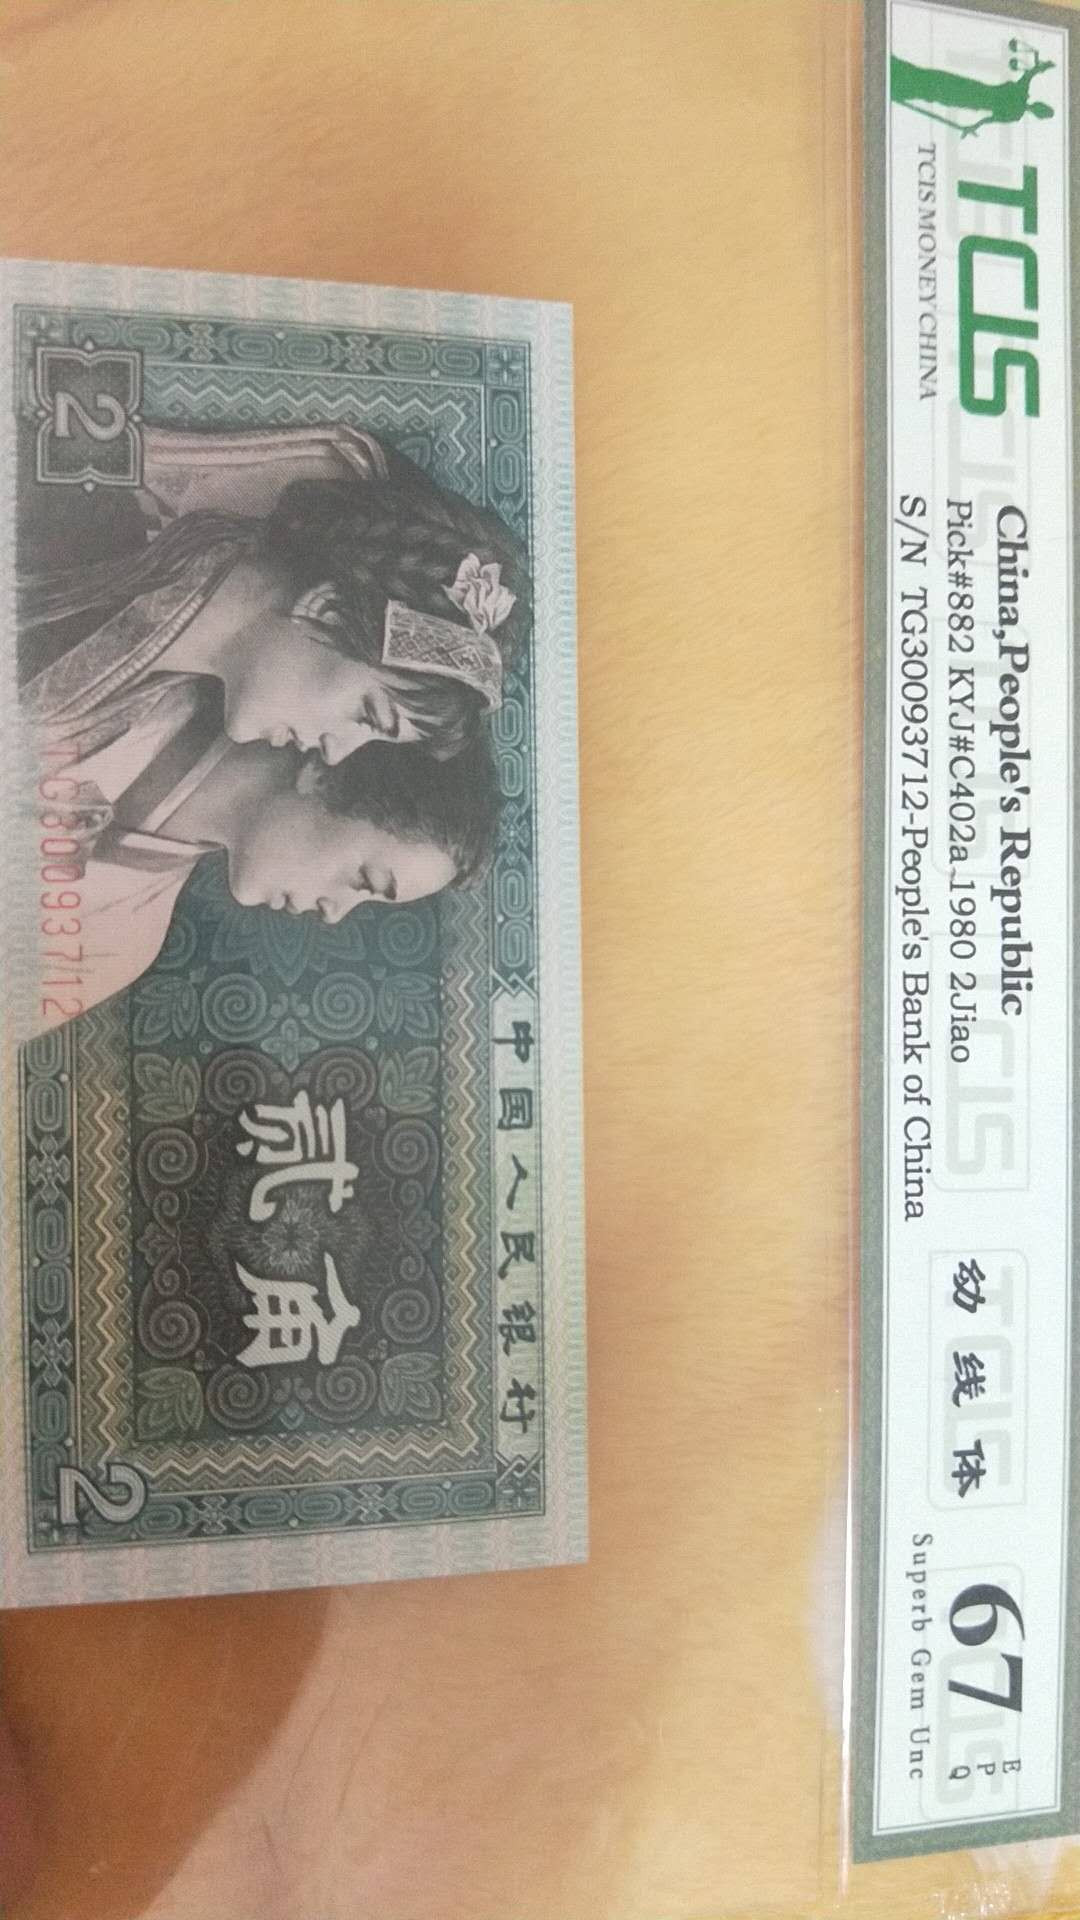 TCIS
TCIS MONEY CHINA
China,People's Republic
Pick#882 KYJ#C402a 1980 2Jiao
S/N TG30093712-People's Bank of China
幼线体
67
EPQ
Superb Gem Unc
中国人民银行
贰角
2
TG30093712
2